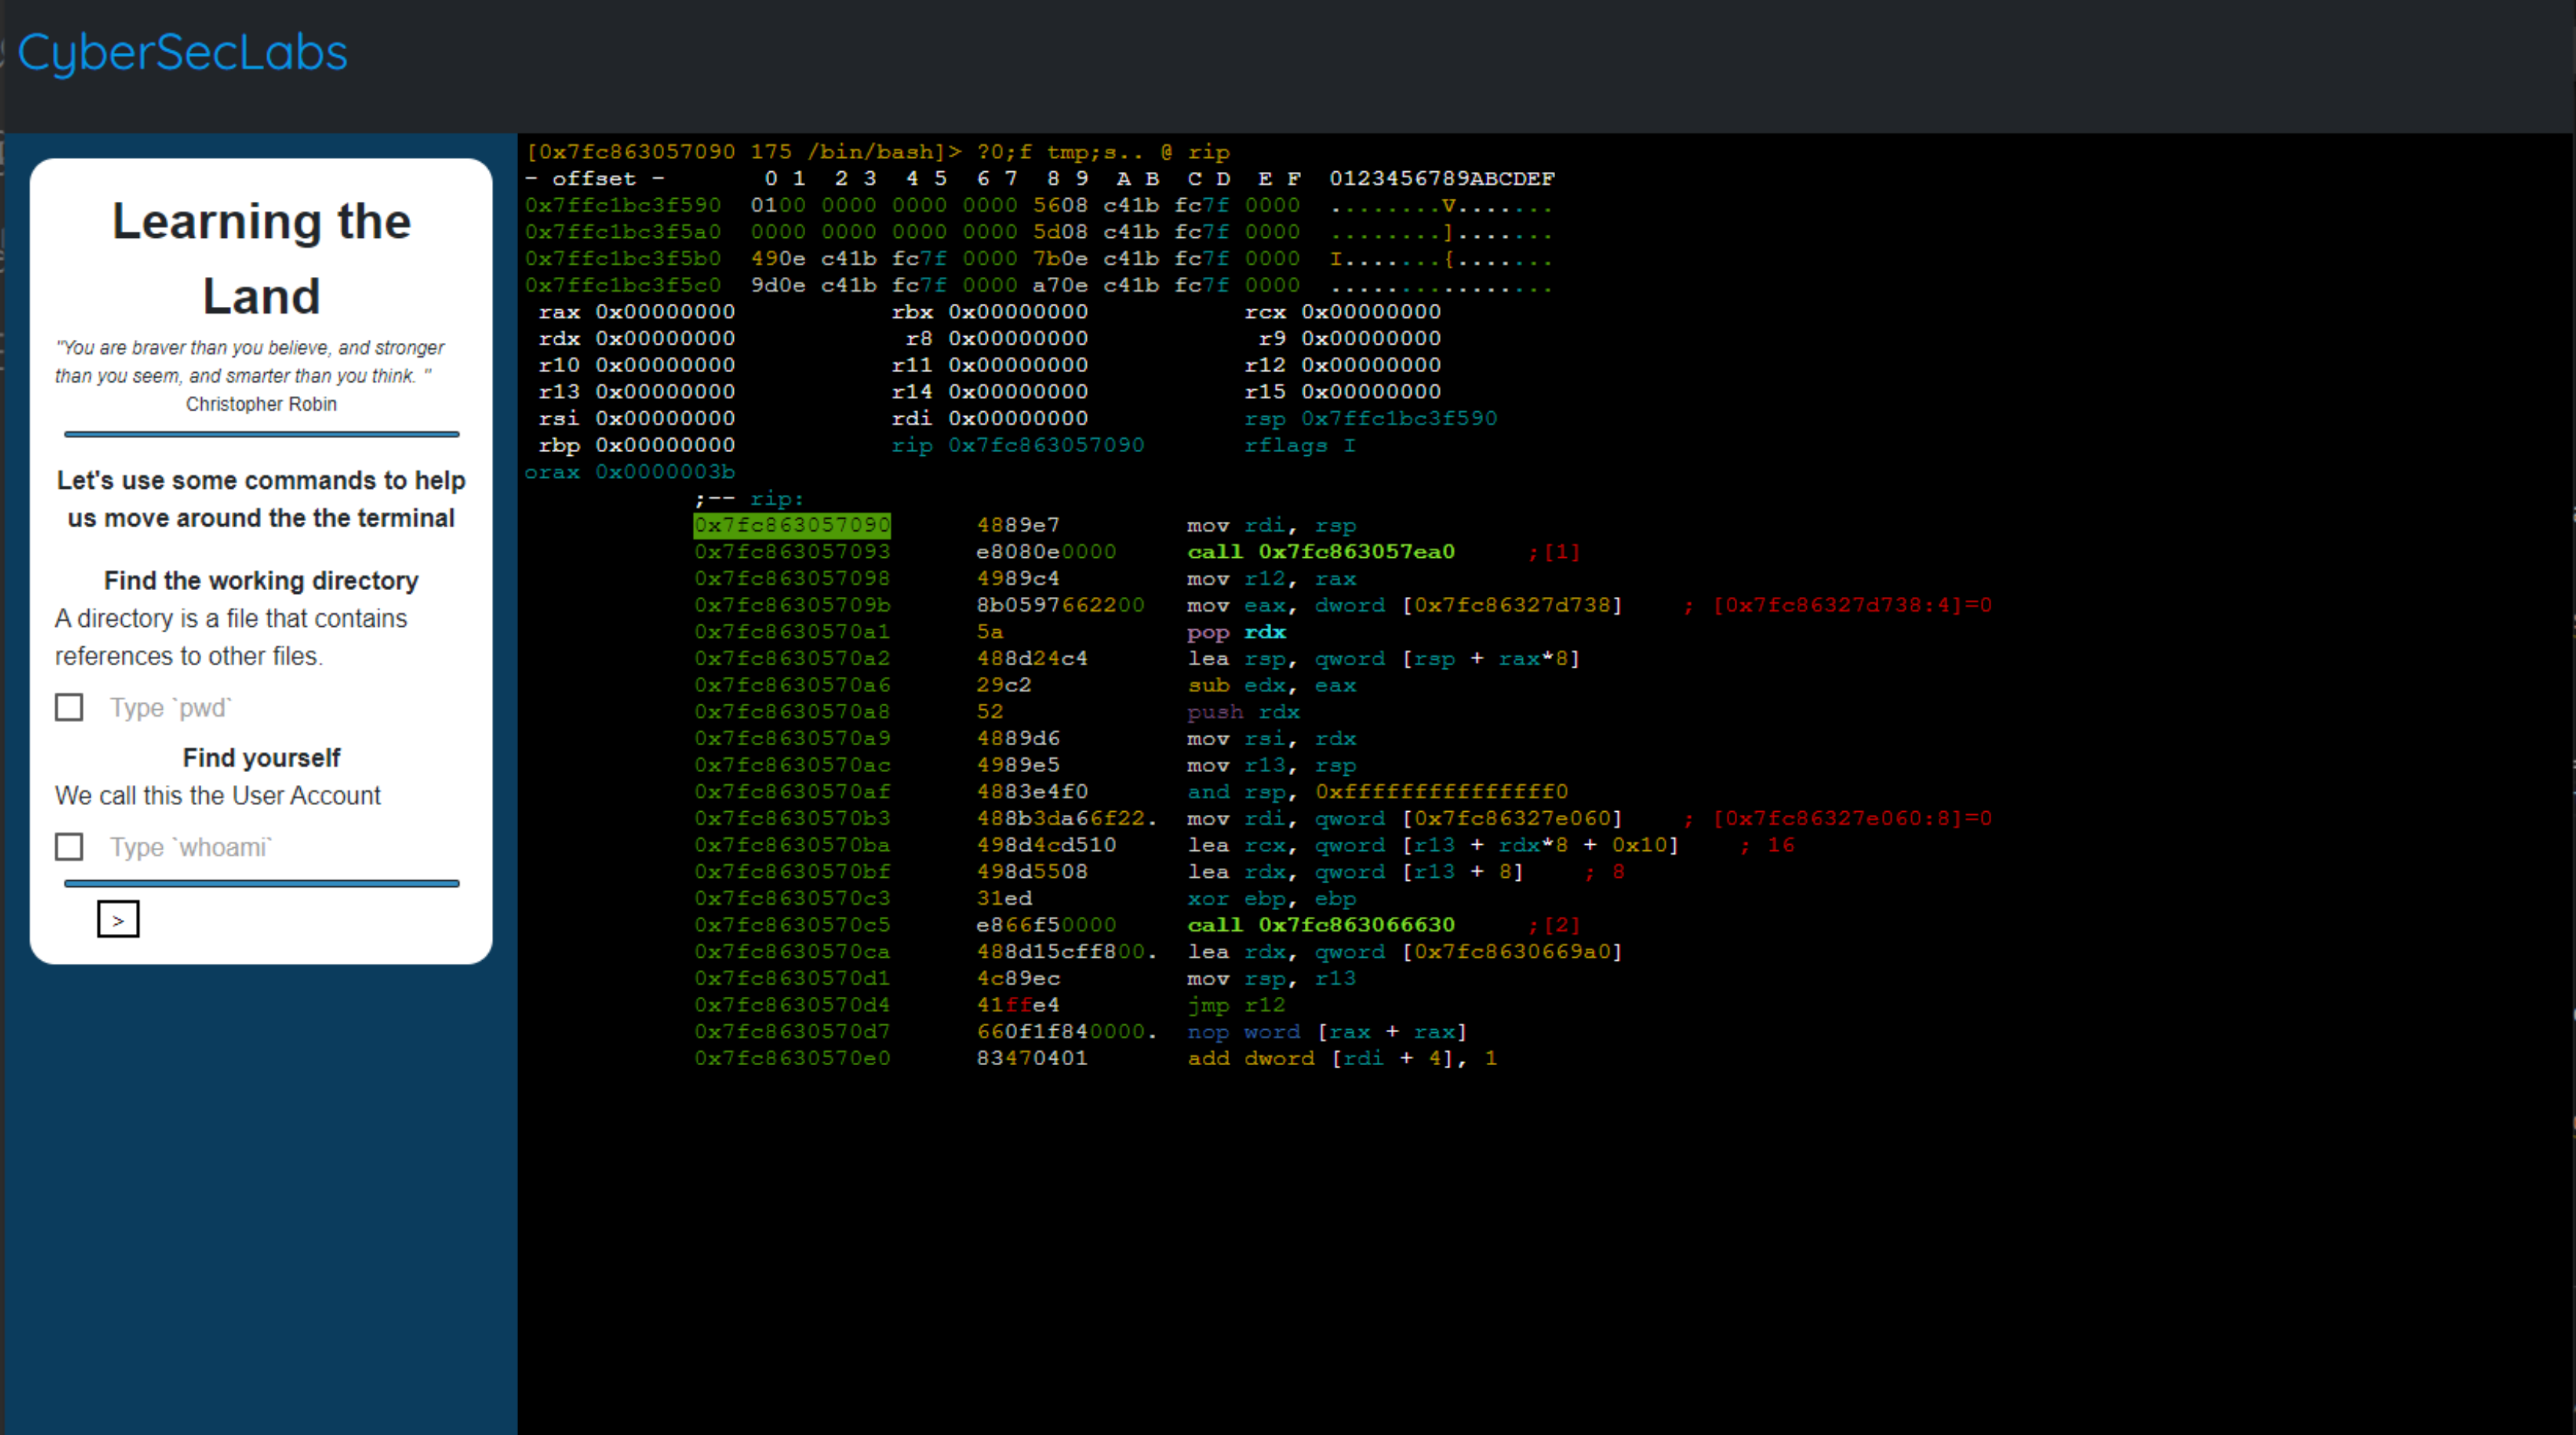 CyberSecLabs
Learning the
Land
"You are braver than you believe, and stronger
than you seem, and smarter than you think. "
Christopher Robin
Let's use some commands to help
us move around the the terminal
Find the working directory
A directory is a file that contains
references to other files.
Type `pwd`
Find yourself
We call this the User Account
Type `whoami`
>
[0x7fc863057090 175 /bin/bash]> ?0;f tmp;s.. @ rip
- offset -       0 1  2 3  4 5  6 7  8 9  A B  C D  E F  0123456789ABCDEF
0x7ffc1bc3f590  0100 0000 0000 0000 5608 c41b fc7f 0000  ........V.......
0x7ffc1bc3f5a0  0000 0000 0000 0000 5d08 c41b fc7f 0000  ........].......
0x7ffc1bc3f5b0  490e c41b fc7f 0000 7b0e c41b fc7f 0000  I.......{.......
0x7ffc1bc3f5c0  9d0e c41b fc7f 0000 a70e c41b fc7f 0000  ................
rax 0x00000000 rbx 0x00000000 rcx 0x00000000
rdx 0x00000000 r8 0x00000000 r9 0x00000000
r10 0x00000000 r11 0x00000000 r12 0x00000000
r13 0x00000000 r14 0x00000000 r15 0x00000000
rsi 0x00000000 rdi 0x00000000 rsp 0x7ffc1bc3f590
rbp 0x00000000 rip 0x7fc863057090 rflags I
orax 0x0000003b
;-- rip:
0x7fc863057090 4889e7 mov rdi, rsp
0x7fc863057093 e8080e0000 call 0x7fc863057ea0 ;[1]
0x7fc863057098 4989c4 mov r12, rax
0x7fc86305709b 8b0597662200 mov eax, dword [0x7fc86327d738] ; [0x7fc86327d738:4]=0
0x7fc8630570a1 5a pop rdx
0x7fc8630570a2 488d24c4 lea rsp, qword [rsp + rax*8]
0x7fc8630570a6 29c2 sub edx, eax
0x7fc8630570a8 52 push rdx
0x7fc8630570a9 4889d6 mov rsi, rdx
0x7fc8630570ac 4989e5 mov r13, rsp
0x7fc8630570af 4883e4f0 and rsp, 0xfffffffffffffff0
0x7fc8630570b3 488b3da66f22. mov rdi, qword [0x7fc86327e060] ; [0x7fc86327e060:8]=0
0x7fc8630570ba 498d4cd510 lea rcx, qword [r13 + rdx*8 + 0x10] ; 16
0x7fc8630570bf 498d5508 lea rdx, qword [r13 + 8] ; 8
0x7fc8630570c3 31ed xor ebp, ebp
0x7fc8630570c5 e866f50000 call 0x7fc863066630 ;[2]
0x7fc8630570ca 488d15cff800. lea rdx, qword [0x7fc8630669a0]
0x7fc8630570d1 4c89ec mov rsp, r13
0x7fc8630570d4 41ffe4 jmp r12
0x7fc8630570d7 660f1f840000. nop word [rax + rax]
0x7fc8630570e0 83470401 add dword [rdi + 4], 1